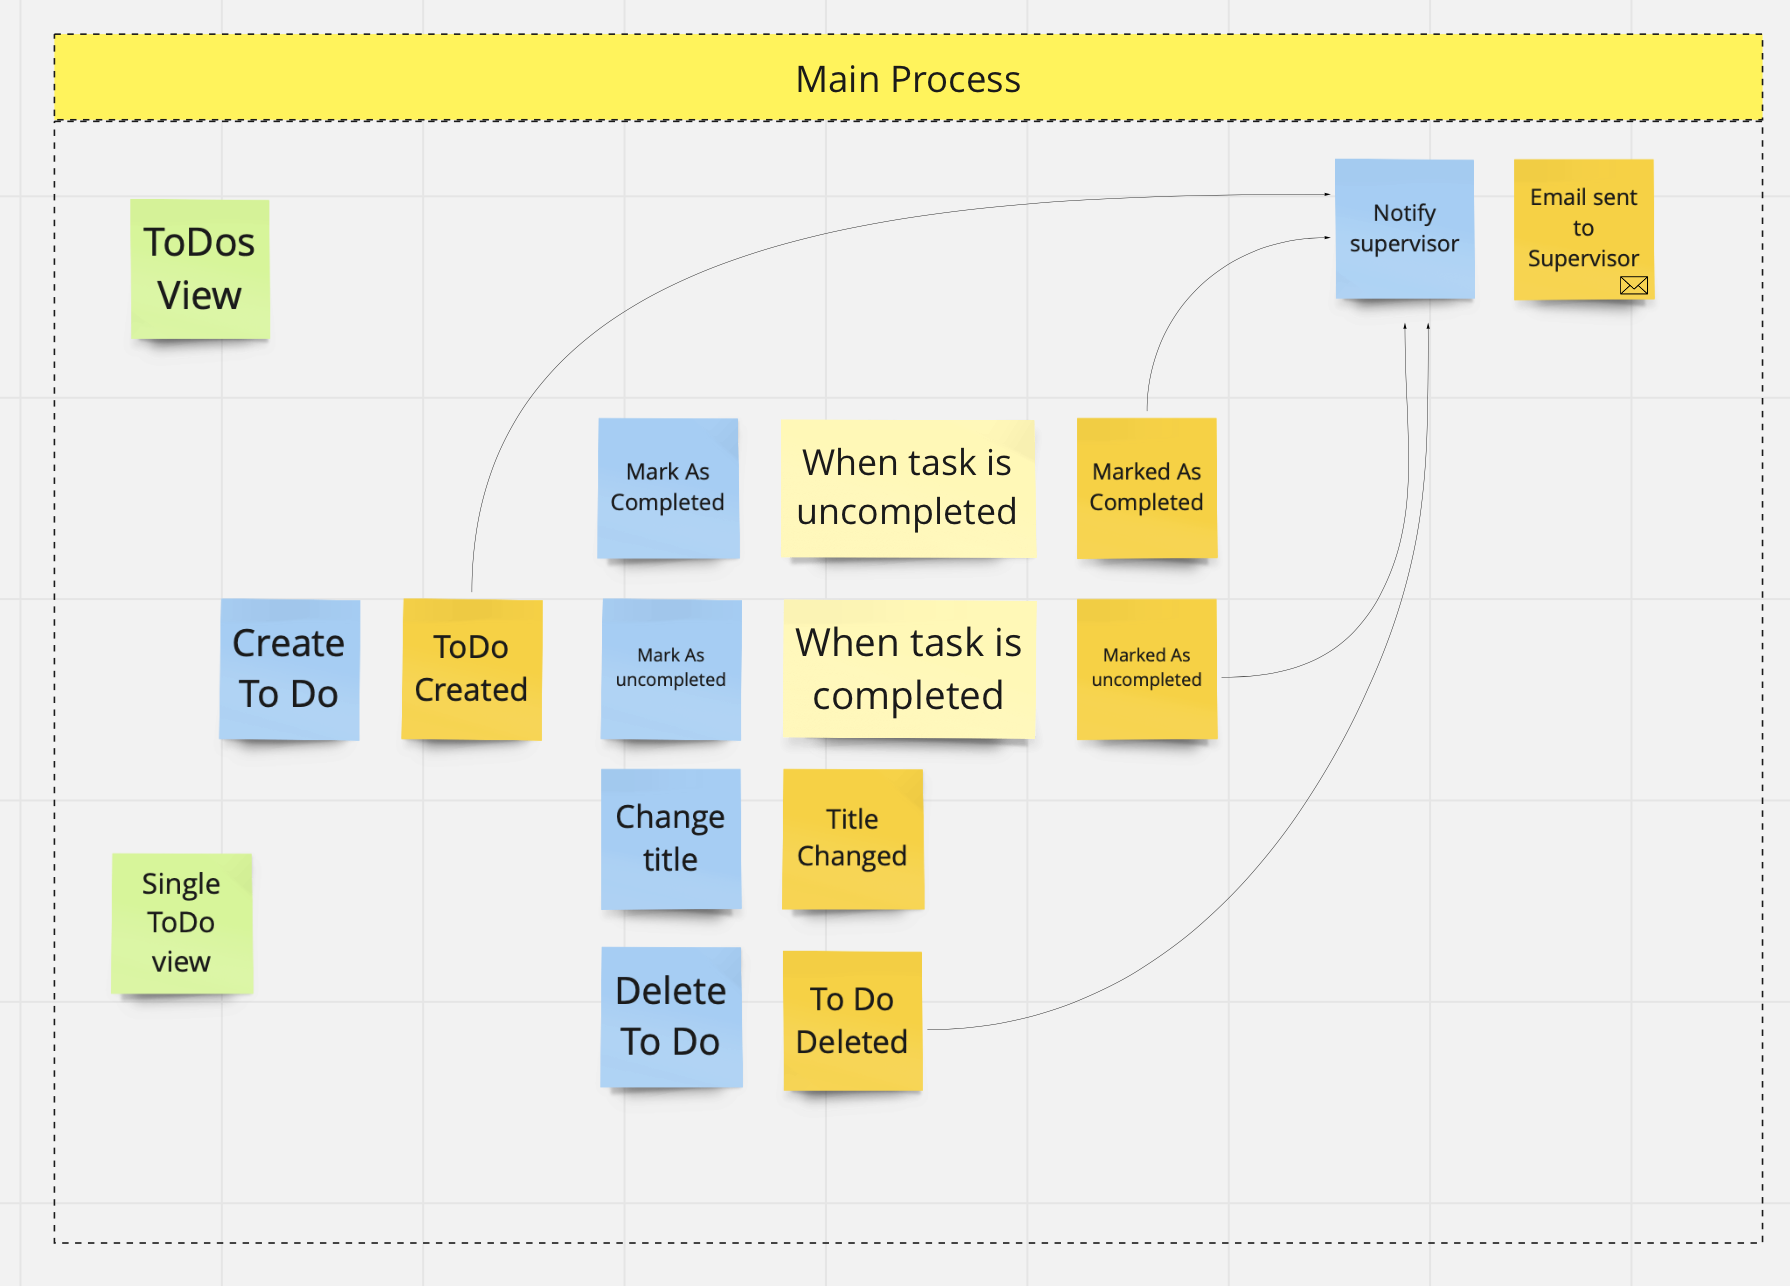 Main Process
ToDos
View
Notify
supervisor
Email sent
to
Supervisor
Mark As
Completed
When task is
uncompleted
Marked As
Completed
Create
To Do
ToDo
Created
Mark As
uncompleted
When task is
completed
Marked As
uncompleted
Change
title
Title
Changed
Single
ToDo
view
Delete
To Do
To Do
Deleted